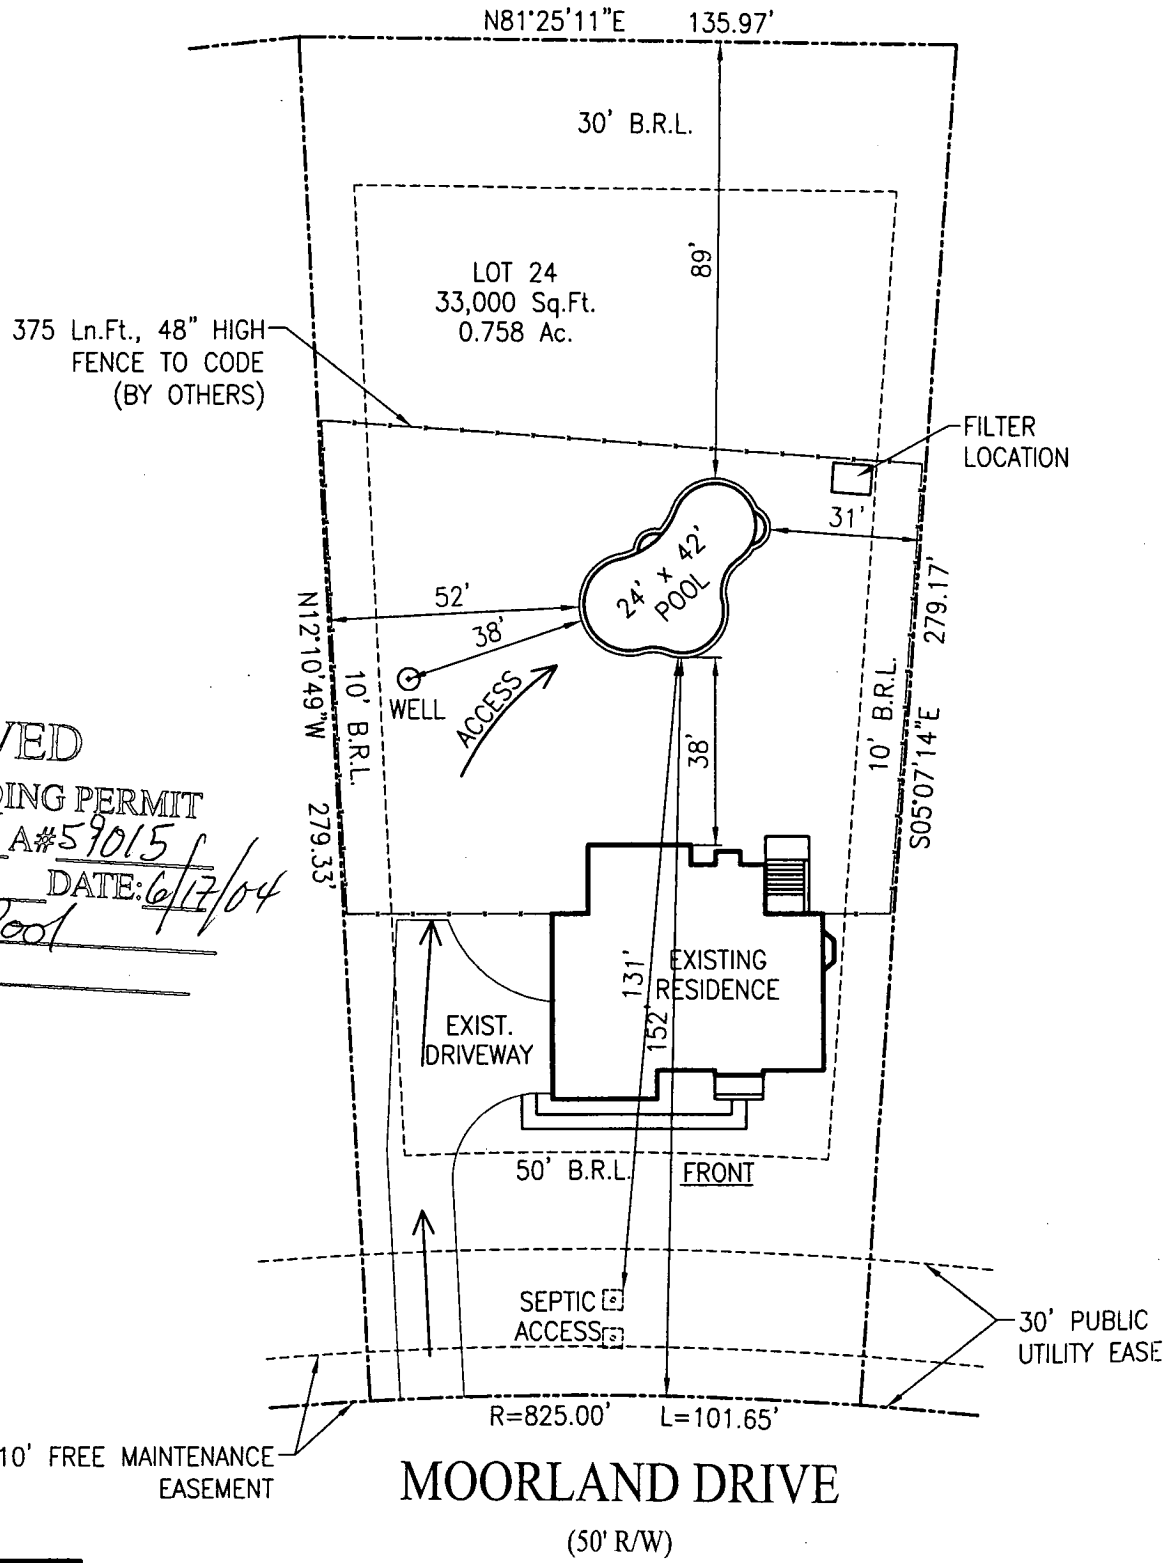 N81°25'11"E 135.97'
30' B.R.L.
89'
LOT 24
33,000 Sq.Ft.
0.758 Ac.
375 Ln.Ft., 48" HIGH
FENCE TO CODE
(BY OTHERS)
FILTER
LOCATION
31'
24' x 42'
POOL
52'
38'
WELL
ACCESS
N12°10'49"W 279.33'
10' B.R.L.
38'
10' B.R.L.
S05°07'14"E 279.17'
VED
DING PERMIT
A#59015
DATE: 6/17/04
Pool
EXISTING
RESIDENCE
131'
152'
EXIST.
DRIVEWAY
50' B.R.L.
FRONT
SEPTIC
ACCESS
30' PUBLIC
UTILITY EASE
R=825.00' L=101.65'
10' FREE MAINTENANCE
EASEMENT
MOORLAND DRIVE
(50' R/W)